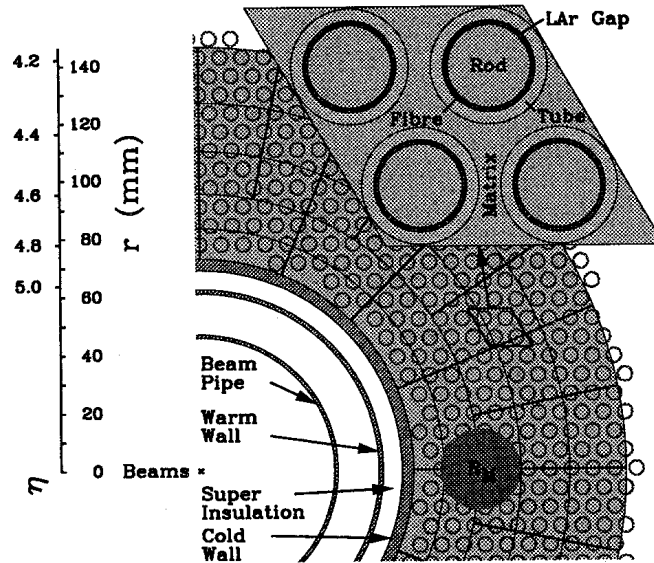 LAr Gap
Rod
Fibre
Tube
Matrix
4.2
140
120
4.4
100
4.6
4.8
80
5.0
60
40
20
0
r (mm)
η
Beam
Pipe
Warm
Wall
Beams
Super
Insulation
Cold
Wall
R_M